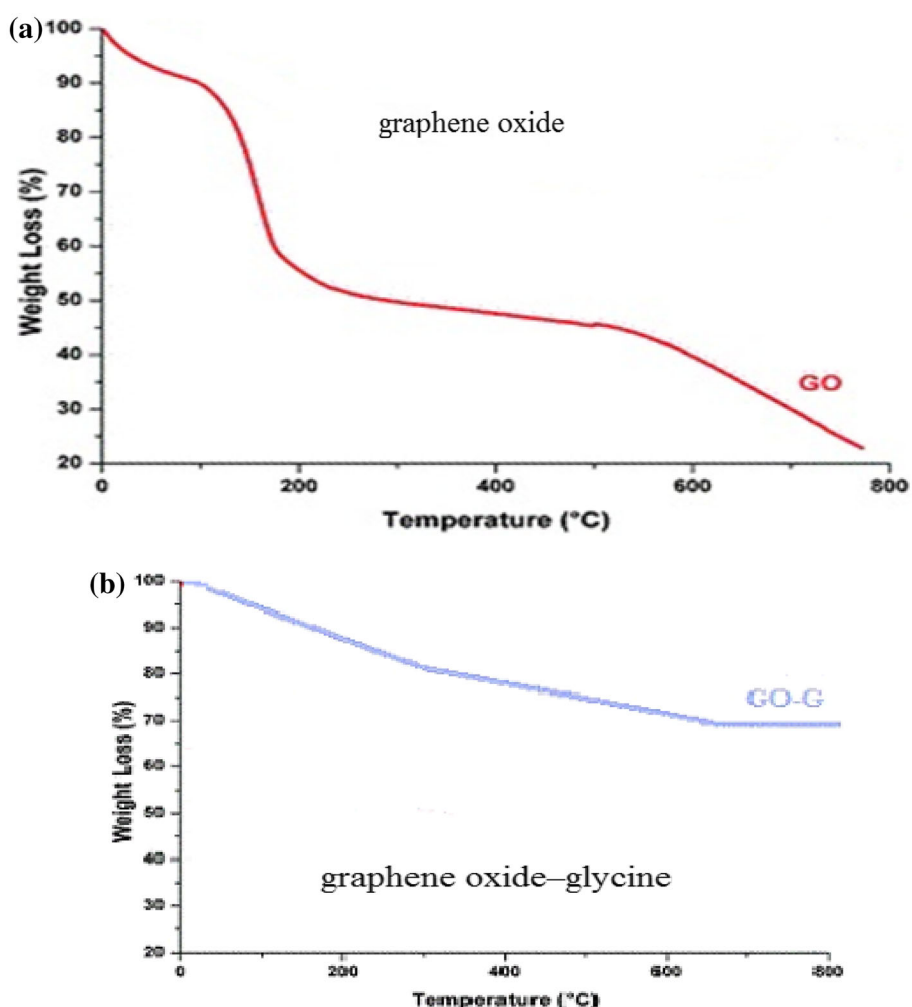 (a)
100
90
80
70
60
50
40
30
20
Weight Loss (%)
graphene oxide
GO
0 200 400 600 800
Temperature (°C)
(b)
100
90
80
70
60
50
40
30
20
Weight Loss (%)
GO-G
graphene oxide–glycine
0 200 400 600 800
Temperature (°C)